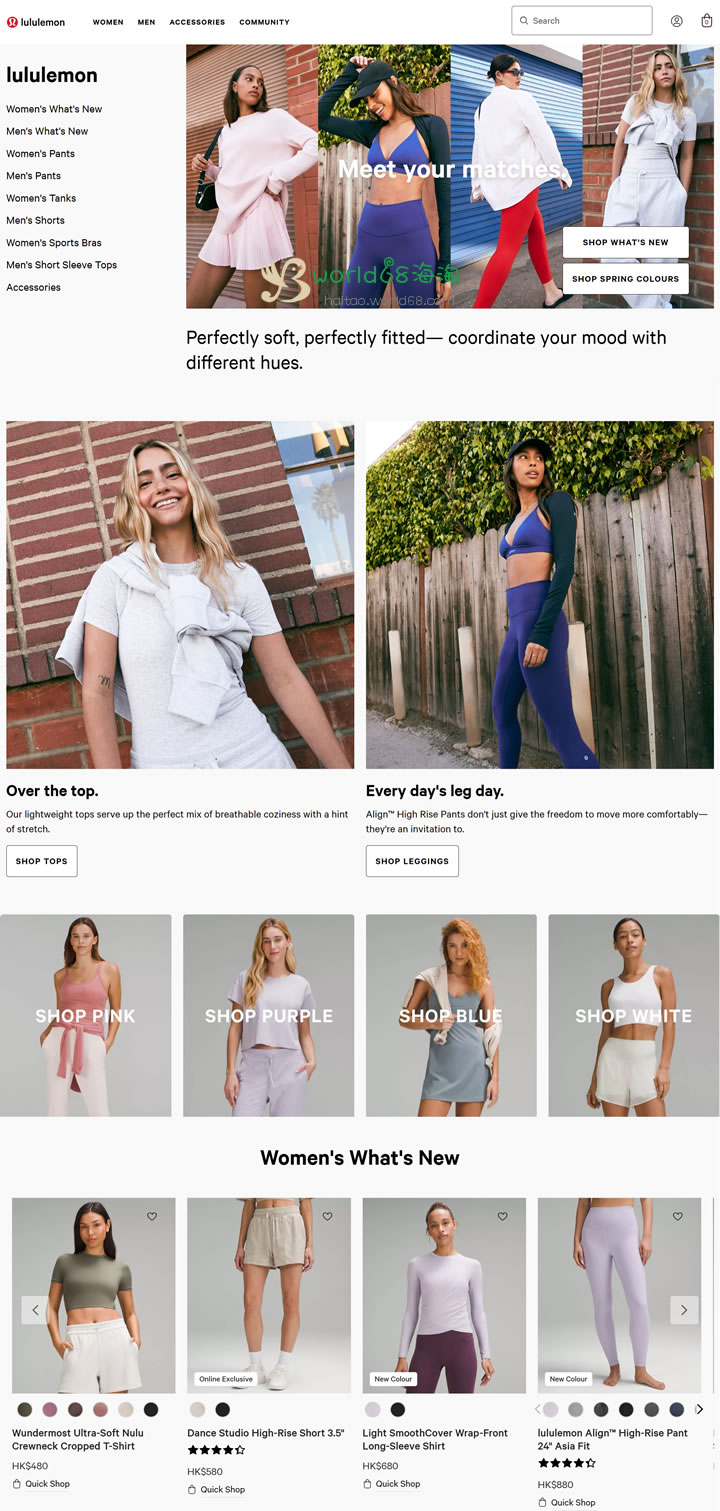 lululemon
WOMEN
MEN
ACCESSORIES
COMMUNITY
Search
0
lululemon
Women's What's New
Men's What's New
Women's Pants
Men's Pants
Women's Tanks
Men's Shorts
Women's Sports Bras
Men's Short Sleeve Tops
Accessories
Meet your matches.
SHOP WHAT'S NEW
SHOP SPRING COLOURS
world68海淘
haitao.world68.c
Perfectly soft, perfectly fitted— coordinate your mood with
different hues.
Over the top.
Our lightweight tops serve up the perfect mix of breathable coziness with a hint
of stretch.
SHOP TOPS
Every day's leg day.
Align™ High Rise Pants don't just give the freedom to move more comfortably—
they're an invitation to.
SHOP LEGGINGS
SHOP PINK
SHOP PURPLE
SHOP BLUE
SHOP WHITE
Women's What's New
Wundermost Ultra-Soft Nulu
Crewneck Cropped T-Shirt
HK$480
Quick Shop
Online Exclusive
Dance Studio High-Rise Short 3.5"
HK$580
Quick Shop
New Colour
Light SmoothCover Wrap-Front
Long-Sleeve Shirt
HK$680
Quick Shop
New Colour
lululemon Align™ High-Rise Pant
24" Asia Fit
HK$880
Quick Shop